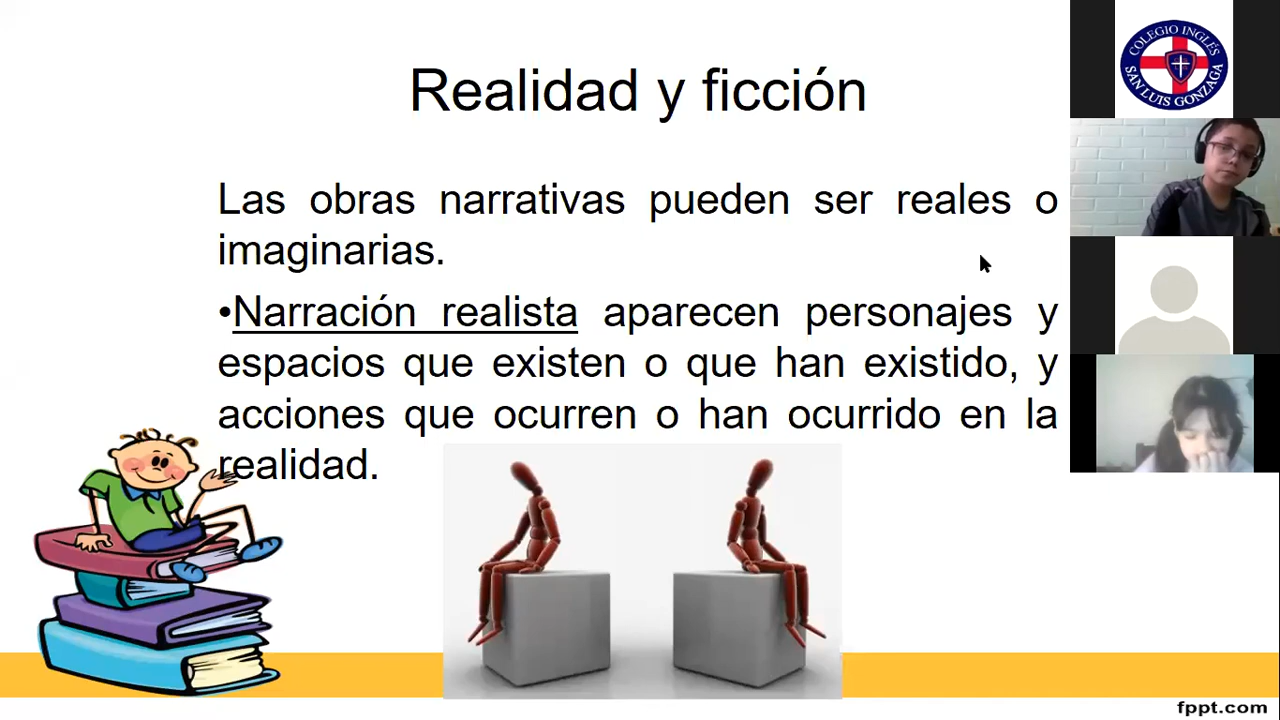 Realidad y ficción
Las obras narrativas pueden ser reales o
imaginarias.
•Narración realista aparecen personajes y
espacios que existen o que han existido, y
acciones que ocurren o han ocurrido en la
realidad.
COLEGIO INGLÉS
SAN LUIS GONZAGA
fppt.com